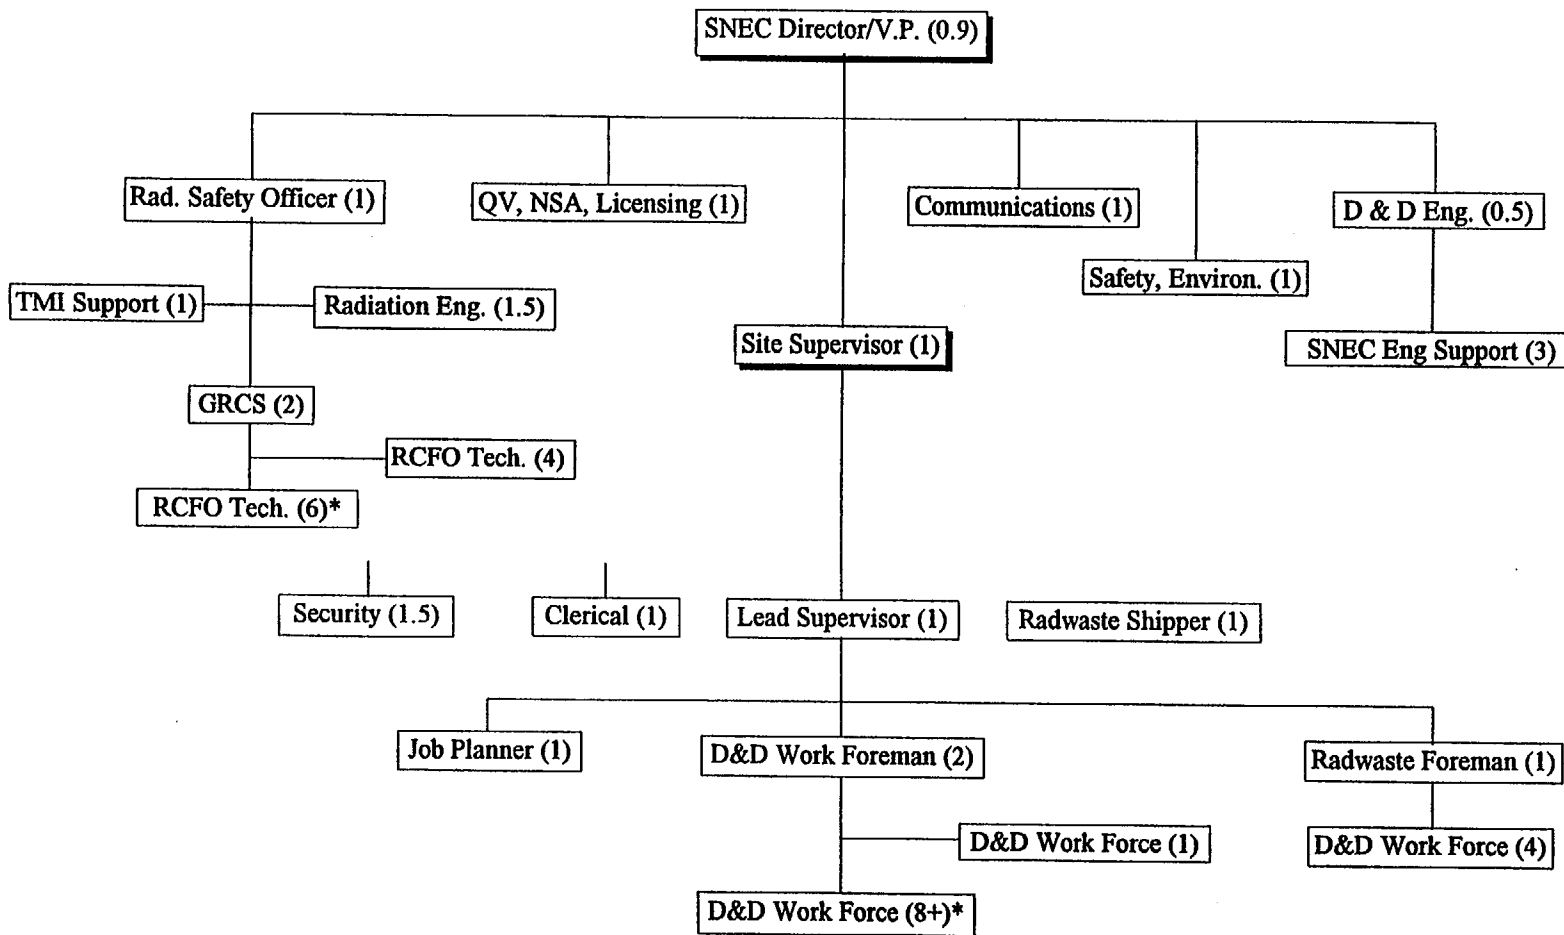 SNEC Director/V.P. (0.9)
Rad. Safety Officer (1)
QV, NSA, Licensing (1)
Communications (1)
D & D Eng. (0.5)
Safety, Environ. (1)
TMI Support (1)
Radiation Eng. (1.5)
Site Supervisor (1)
SNEC Eng Support (3)
GRCS (2)
RCFO Tech. (4)
RCFO Tech. (6)*
Security (1.5)
Clerical (1)
Lead Supervisor (1)
Radwaste Shipper (1)
Job Planner (1)
D&D Work Foreman (2)
Radwaste Foreman (1)
D&D Work Force (1)
D&D Work Force (4)
D&D Work Force (8+)*